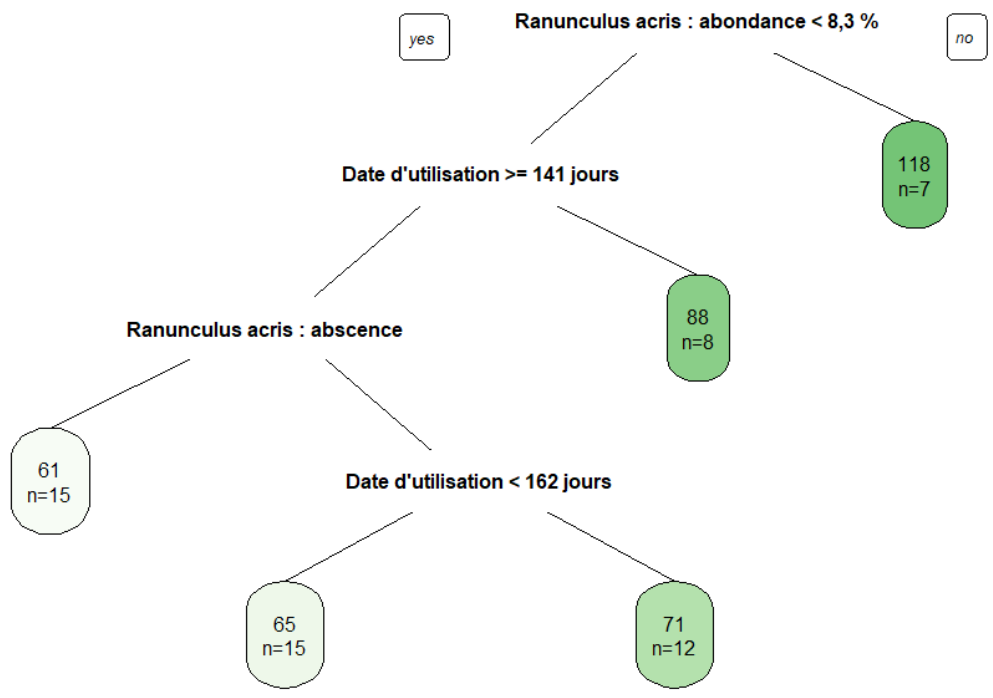 Ranunculus acris : abondance < 8,3 %
yes
no
118
n=7
Date d'utilisation >= 141 jours
88
n=8
Ranunculus acris : abscence
61
n=15
Date d'utilisation < 162 jours
65
n=15
71
n=12